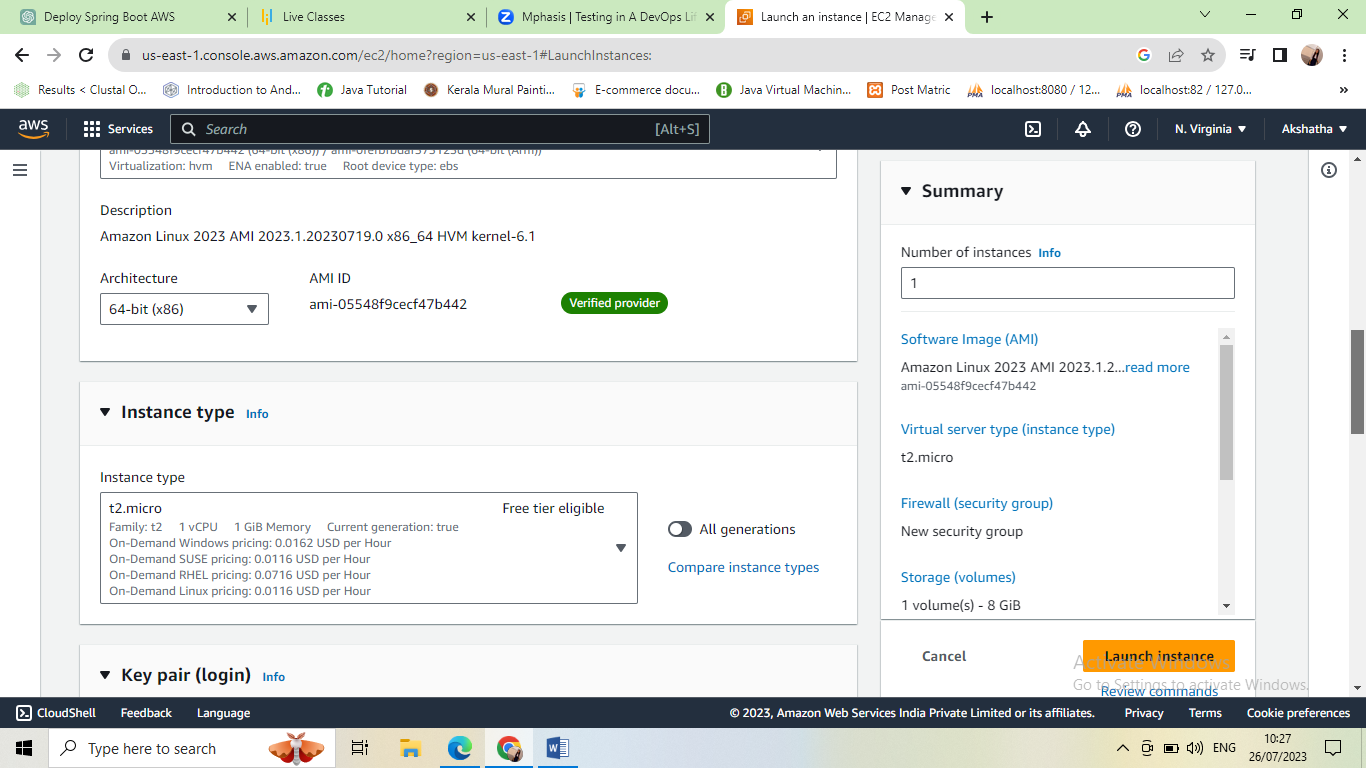 Deploy Spring Boot AWS
Live Classes
Mphasis | Testing in A DevOps Lif
Launch an instance | EC2 Manage
us-east-1.console.aws.amazon.com/ec2/home?region=us-east-1#LaunchInstances:
Results < Clustal O...
Introduction to And...
Java Tutorial
Kerala Mural Painti...
E-commerce docu...
Java Virtual Machin...
Post Matric
localhost:8080 / 12...
localhost:82 / 127.0...
»
aws
Services
Search
[Alt+S]
N. Virginia
Akshatha
Virtualization: hvm ENA enabled: true Root device type: ebs
Description
Amazon Linux 2023 AMI 2023.1.20230719.0 x86_64 HVM kernel-6.1
Architecture
AMI ID
64-bit (x86)
ami-05548f9cecf47b442
Verified provider
Instance type Info
Instance type
t2.micro
Free tier eligible
Family: t2 1 vCPU 1 GiB Memory Current generation: true
On-Demand Windows pricing: 0.0162 USD per Hour
On-Demand SUSE pricing: 0.0116 USD per Hour
On-Demand RHEL pricing: 0.0716 USD per Hour
On-Demand Linux pricing: 0.0116 USD per Hour
All generations
Compare instance types
Key pair (login) Info
Summary
Number of instances Info
1
Software Image (AMI)
Amazon Linux 2023 AMI 2023.1.2...read more
ami-05548f9cecf47b442
Virtual server type (instance type)
t2.micro
Firewall (security group)
New security group
Storage (volumes)
1 volume(s) - 8 GiB
Cancel
Launch instance
Review commands
Activate Windows
Go to Settings to activate Windows.
CloudShell
Feedback
Language
© 2023, Amazon Web Services India Private Limited or its affiliates.
Privacy
Terms
Cookie preferences
Type here to search
ENG
10:27
26/07/2023